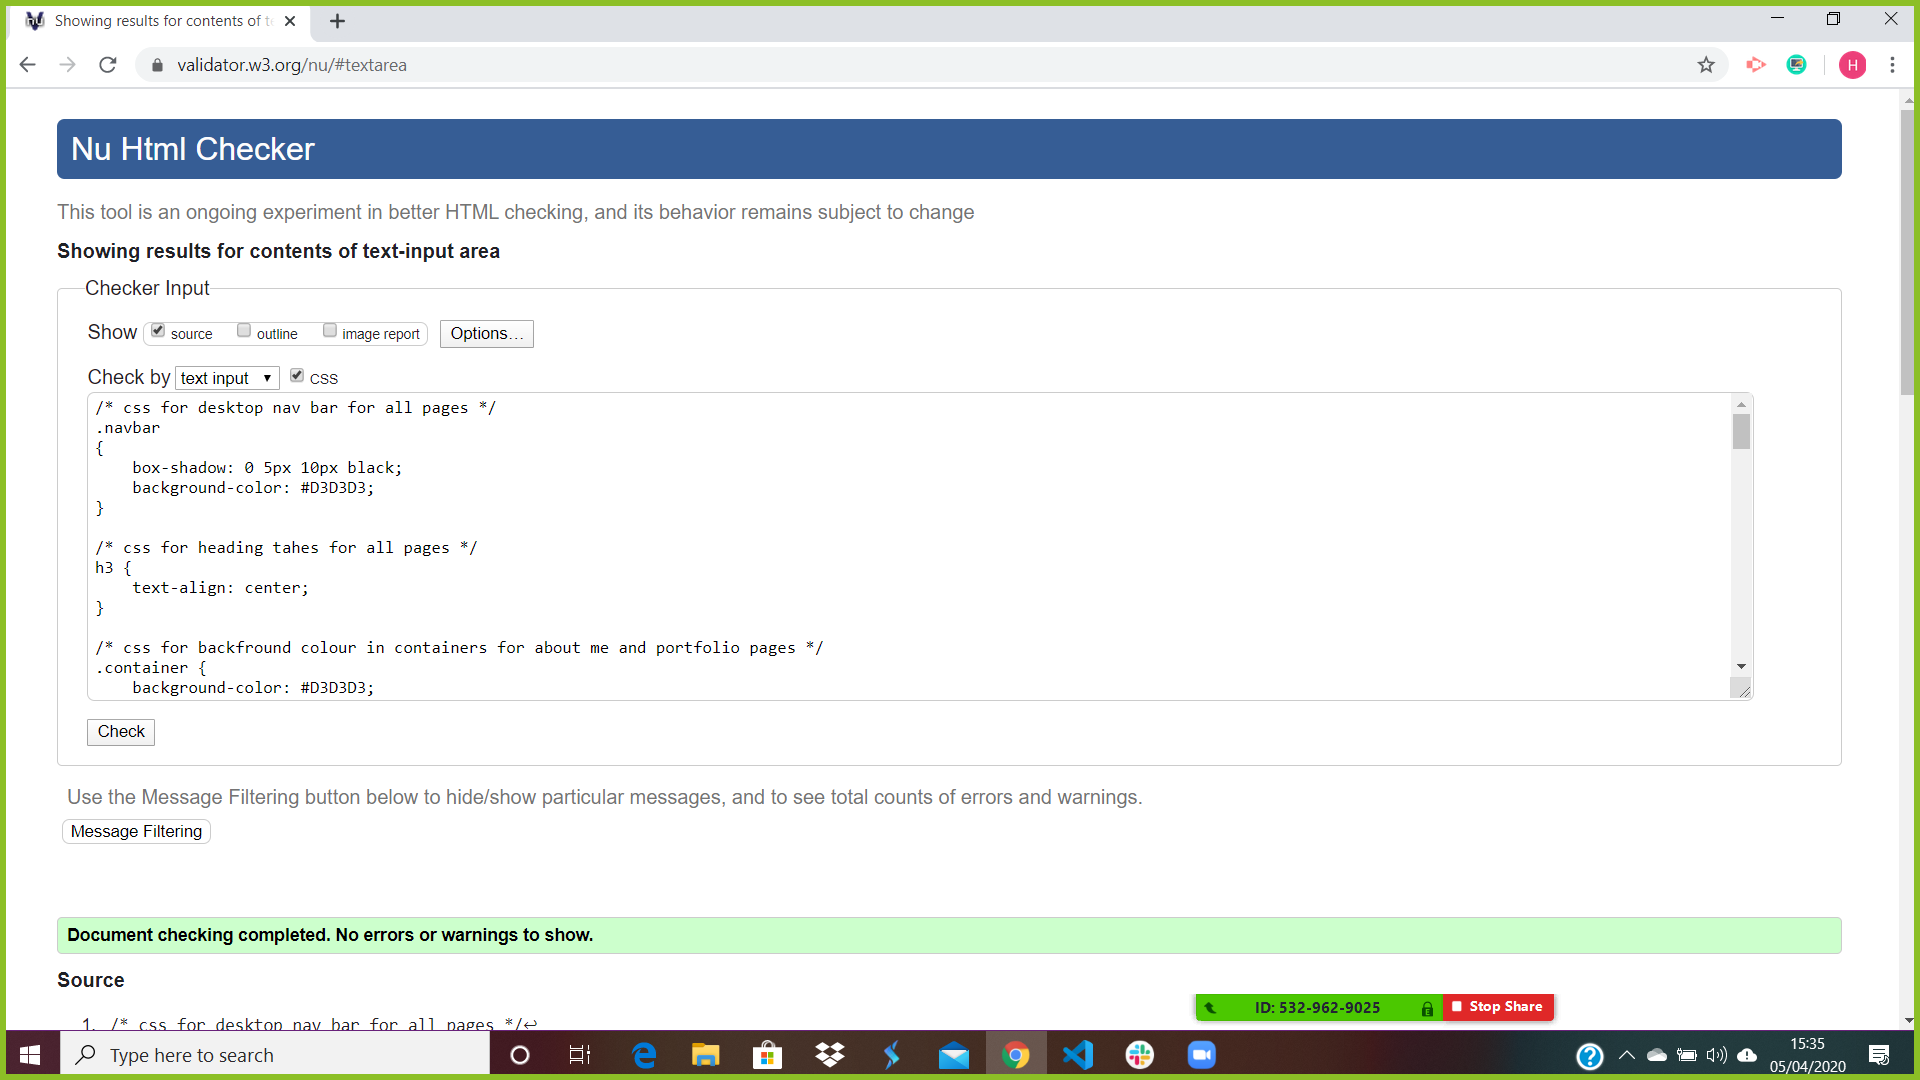 Showing results for contents of te
validator.w3.org/nu/#textarea
H
Nu Html Checker
This tool is an ongoing experiment in better HTML checking, and its behavior remains subject to change
Showing results for contents of text-input area
Checker Input
Show source outline image report Options...
Check by text input CSS
/* css for desktop nav bar for all pages */
.navbar
{
    box-shadow: 0 5px 10px black;
    background-color: #D3D3D3;
}
/* css for heading tahes for all pages */
h3 {
    text-align: center;
}
/* css for backfround colour in containers for about me and portfolio pages */
.container {
    background-color: #D3D3D3;
Check
Use the Message Filtering button below to hide/show particular messages, and to see total counts of errors and warnings.
Message Filtering
Document checking completed. No errors or warnings to show.
Source
ID: 532-962-9025 Stop Share
1. /* css for desktop nav bar for all pages */↩
Type here to search
15:35
05/04/2020